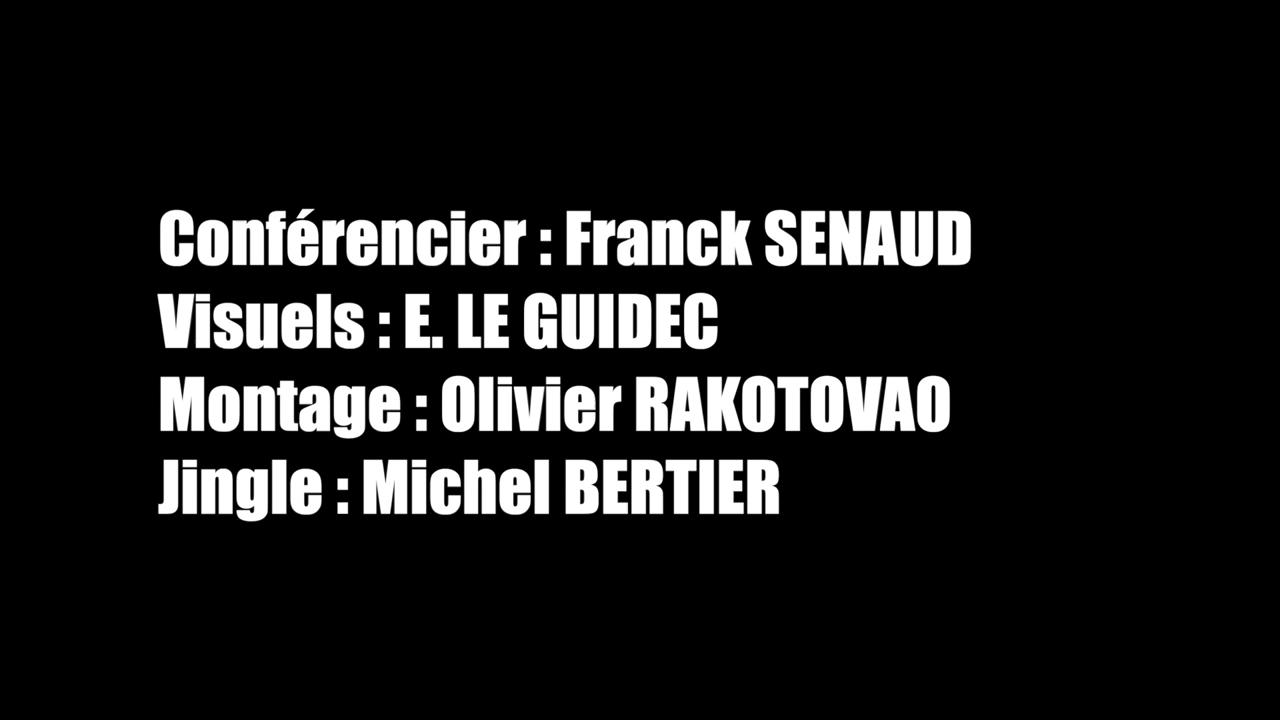 Conférencier : Franck SENAUD
Visuels : E. LE GUIDEC
Montage : Olivier RAKOTOVAO
Jingle : Michel BERTIER